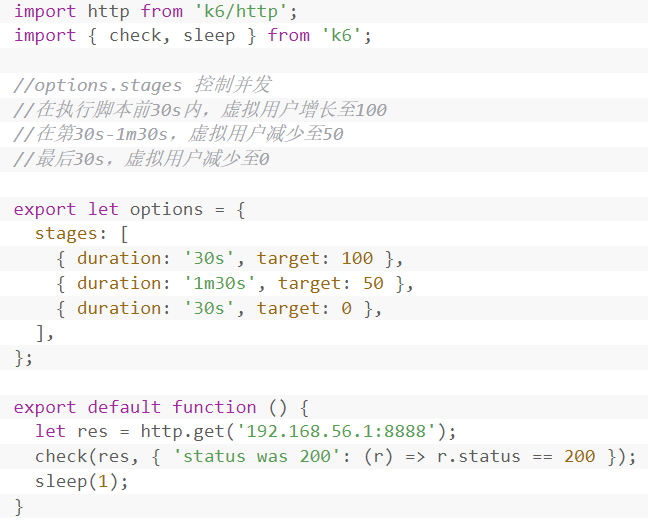 import http from 'k6/http';
import { check, sleep } from 'k6';

//options.stages 控制并发
//在执行脚本前30s内，虚拟用户增长至100
//在第30s-1m30s，虚拟用户减少至50
//最后30s，虚拟用户减少至0

export let options = {
  stages: [
    { duration: '30s', target: 100 },
    { duration: '1m30s', target: 50 },
    { duration: '30s', target: 0 },
  ],
};

export default function () {
  let res = http.get('192.168.56.1:8888');
  check(res, { 'status was 200': (r) => r.status == 200 });
  sleep(1);
}